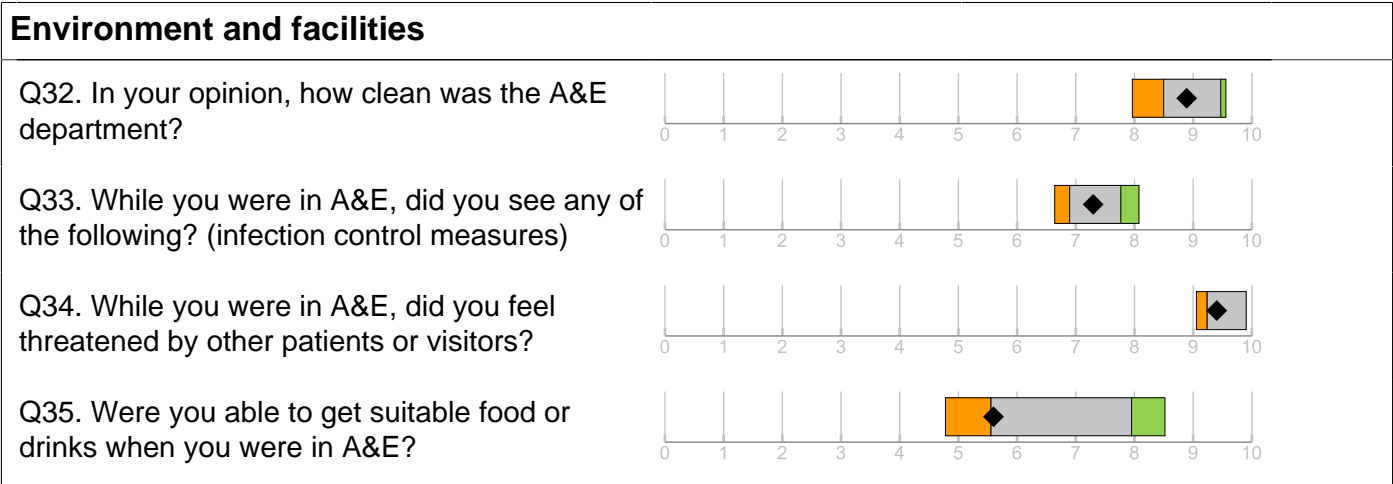 Environment and facilities
Q32. In your opinion, how clean was the A&E
department?
0 1 2 3 4 5 6 7 8 9 10
Q33. While you were in A&E, did you see any of
the following? (infection control measures)
0 1 2 3 4 5 6 7 8 9 10
Q34. While you were in A&E, did you feel
threatened by other patients or visitors?
0 1 2 3 4 5 6 7 8 9 10
Q35. Were you able to get suitable food or
drinks when you were in A&E?
0 1 2 3 4 5 6 7 8 9 10